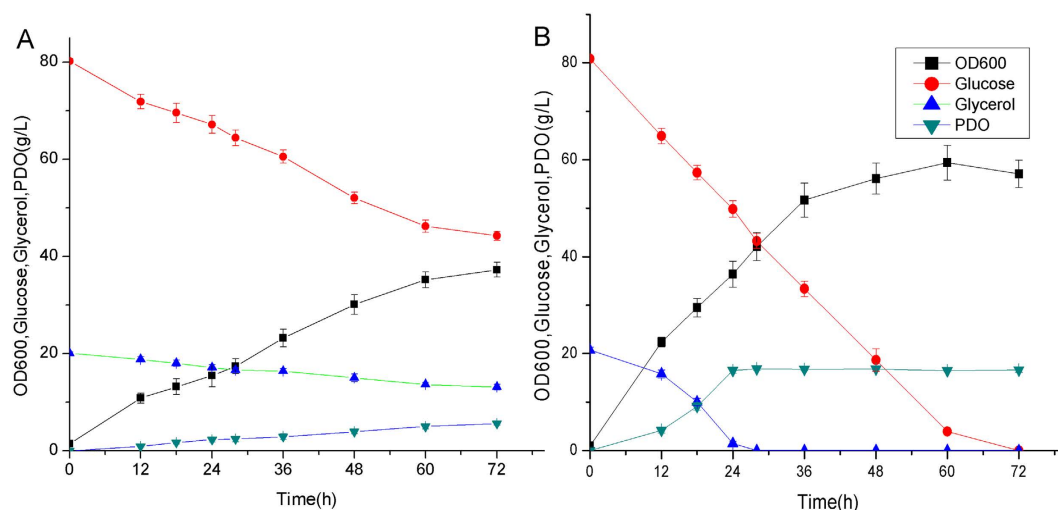 A
OD600,Glucose,Glycerol,PDO(g/L)
80
60
40
20
0
0 12 24 36 48 60 72
Time(h)
B
OD600,Glucose,Glycerol,PDO(g/L)
80
60
40
20
0
0 12 24 36 48 60 72
Time(h)
OD600
Glucose
Glycerol
PDO